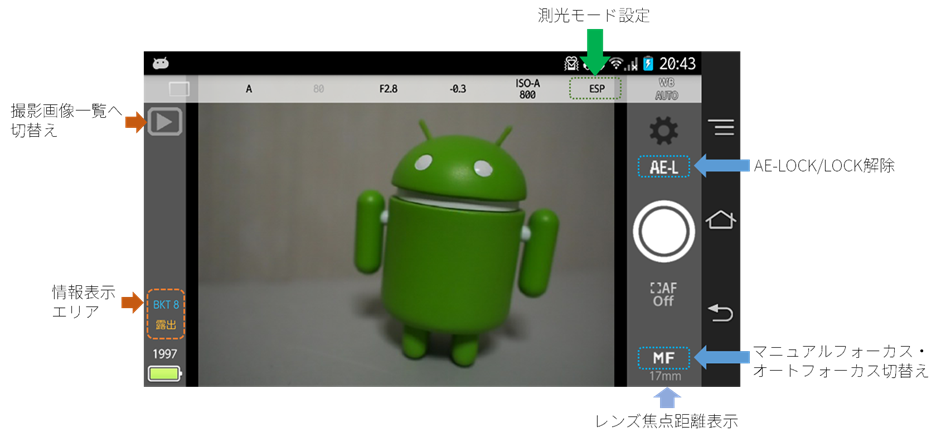 測光モード設定
20:43
A
80
F2.8
-0.3
ISO-A
800
ESP
WB
AUTO
撮影画像一覧へ
切替え
AE-L
AE-LOCK/LOCK解除
AF
Off
情報表示
エリア
BKT 8
露出
1997
MF
17mm
マニュアルフォーカス・
オートフォーカス切替え
レンズ焦点距離表示